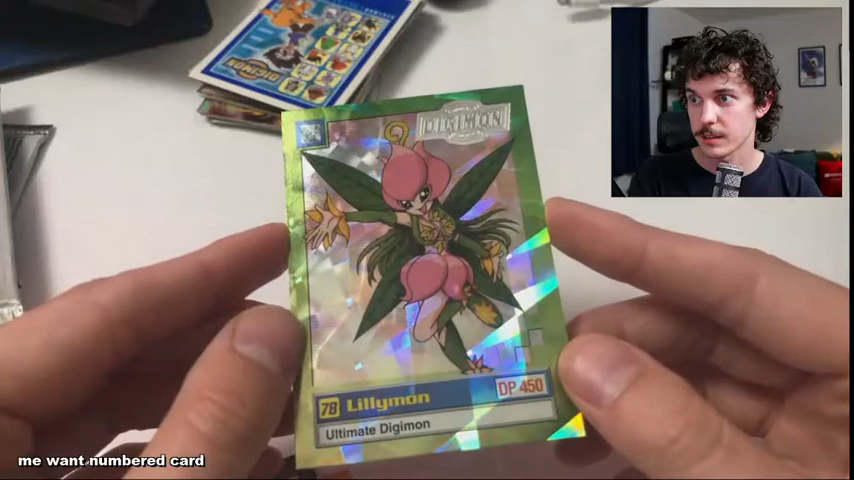 DIGIMON
DIGIMON
78 Lillymon
DP 450
Ultimate Digimon
me want numbered card